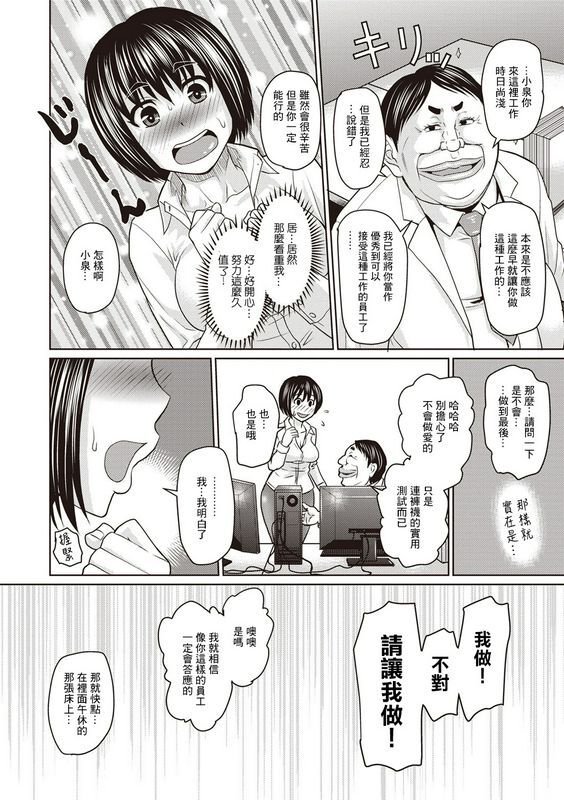 キリッ
…小泉你
來這裡工作
時日尚淺
但是我已經忍
…說錯了
本來是不應該
這麼早就讓你做
這種工作的…
我已經將你當作
優秀到可以
接受這種工作的員工了
……
雖然會很辛苦
但是你一定
能行的
じ〜ん
居…居然
那麼看重我…
好…好開心…
努力這麼久
值了…
怎樣啊
小泉…
那麼…請問一下
是不會…
…做到最後…
那樣就
實在是…
哈哈哈
別擔心了
不會做愛的
只是
連褲襪的實用
測試而已
也…
也是哦
……
我…我明白了
握緊
我做！
不對
請讓我做！
噢噢
是嗎
我就相信
像你這樣的員工
一定會答應的
那就快點…
在裡面午休的
那張床上…